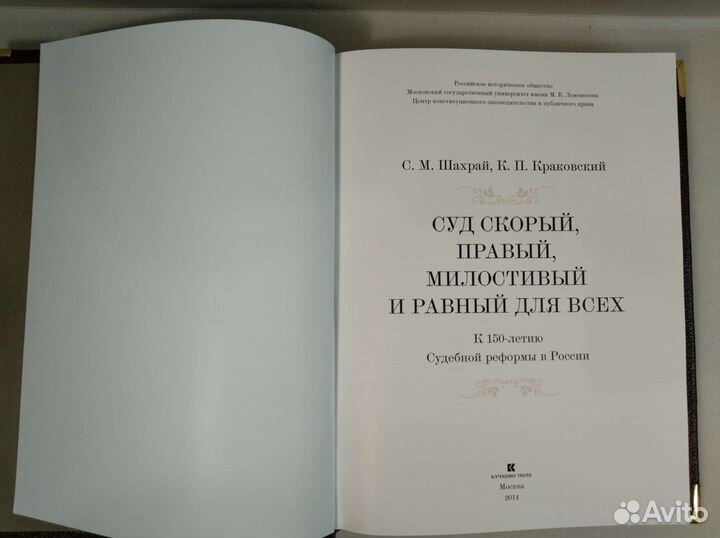 Российское историческое общество
Московский государственный университет имени М. В. Ломоносова
Центр конституционного законодательства и публичного права
С. М. Шахрай, К. П. Краковский
СУД СКОРЫЙ,
ПРАВЫЙ,
МИЛОСТИВЫЙ
И РАВНЫЙ ДЛЯ ВСЕХ
К 150-летию
Судебной реформы в России
КУЧКОВО ПОЛЕ
Москва
2014
Avito